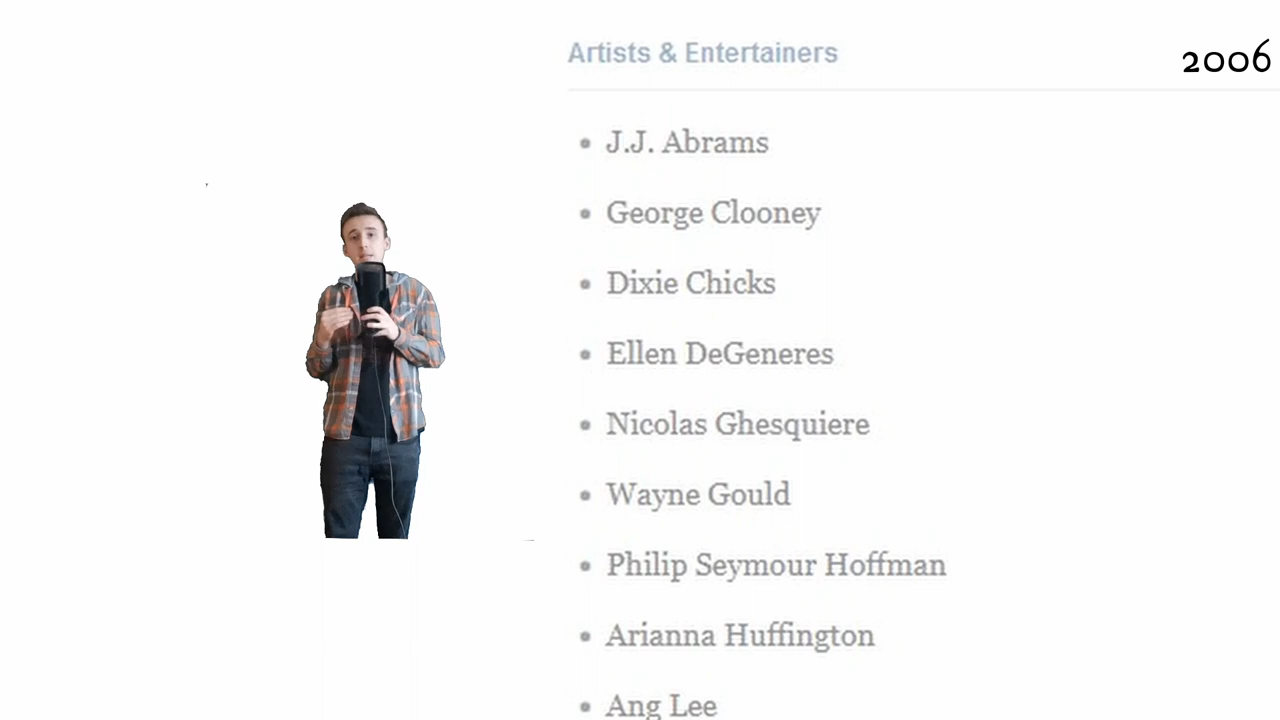 Artists & Entertainers
2006
J.J. Abrams
George Clooney
Dixie Chicks
Ellen DeGeneres
Nicolas Ghesquiere
Wayne Gould
Philip Seymour Hoffman
Arianna Huffington
Ang Lee